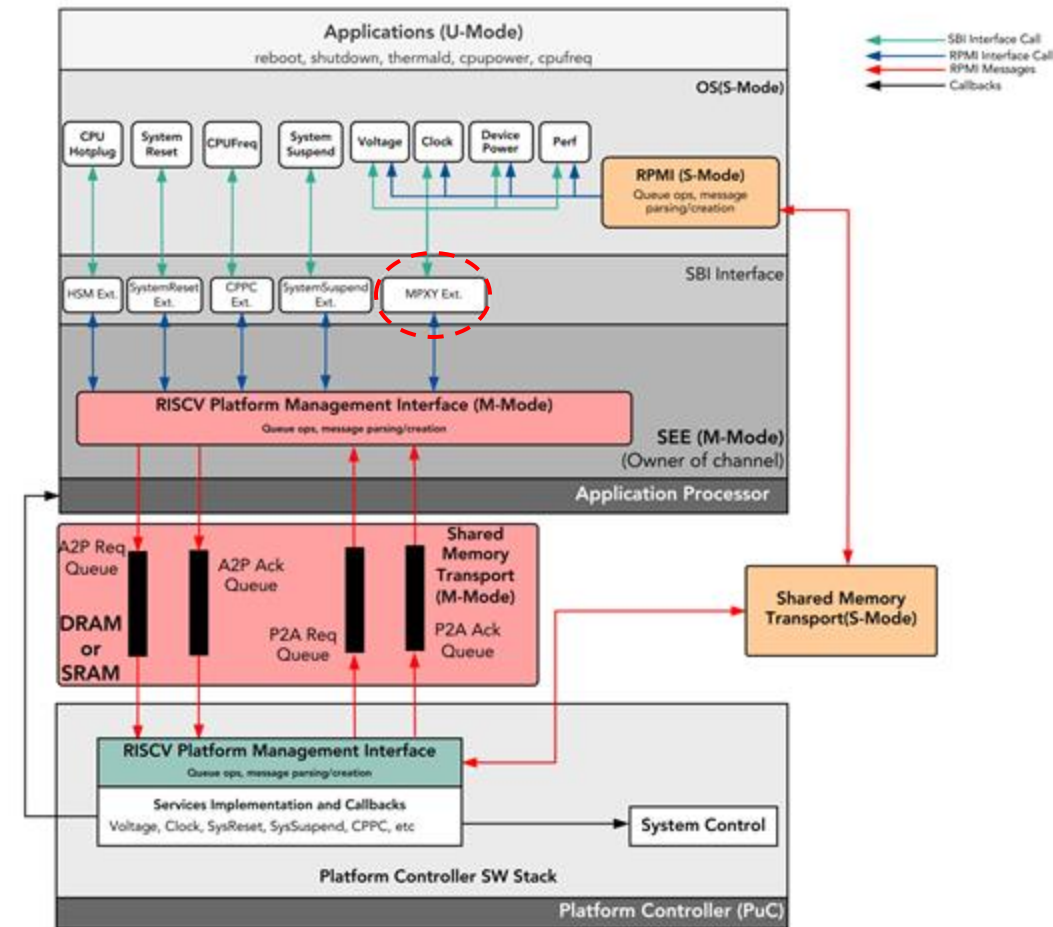 Applications (U-Mode)
reboot, shutdown, thermald, cpupower, cpufreq
SBI Interface Call
RPMI Interface Call
RPMI Messages
Callbacks
OS(S-Mode)
CPU
Hotplug
System
Reset
CPUFreq
System
Suspend
Voltage
Clock
Device
Power
Perf
RPMI (S-Mode)
Queue ops, message
parsing/creation
SBI Interface
HSM Ext.
SystemReset
Ext.
CPPC
Ext.
SystemSuspend
Ext.
MPXY Ext.
RISCV Platform Management Interface (M-Mode)
Queue ops, message parsing/creation
SEE (M-Mode)
(Owner of channel)
Application Processor
A2P Req
Queue
A2P Ack
Queue
P2A Req
Queue
Shared
Memory
Transport
(M-Mode)
P2A Ack
Queue
DRAM
or
SRAM
Shared Memory
Transport(S-Mode)
RISCV Platform Management Interface
Queue ops, message parsing/creation
Services Implementation and Callbacks
Voltage, Clock, SysReset, SysSuspend, CPPC, etc
System Control
Platform Controller SW Stack
Platform Controller (PuC)